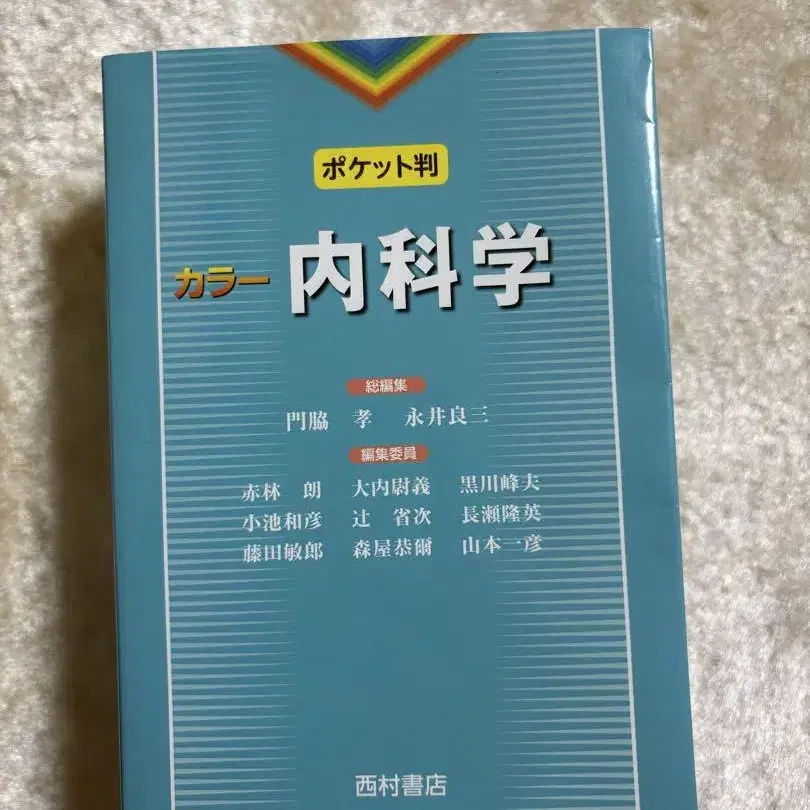 ポケット判
カラー 内科学
総編集
門脇 孝 永井良三
編集委員
赤林 朗 大内尉義 黒川峰夫
小池和彦 辻 省次 長瀬隆英
藤田敏郎 森屋恭爾 山本一彦
西村書店